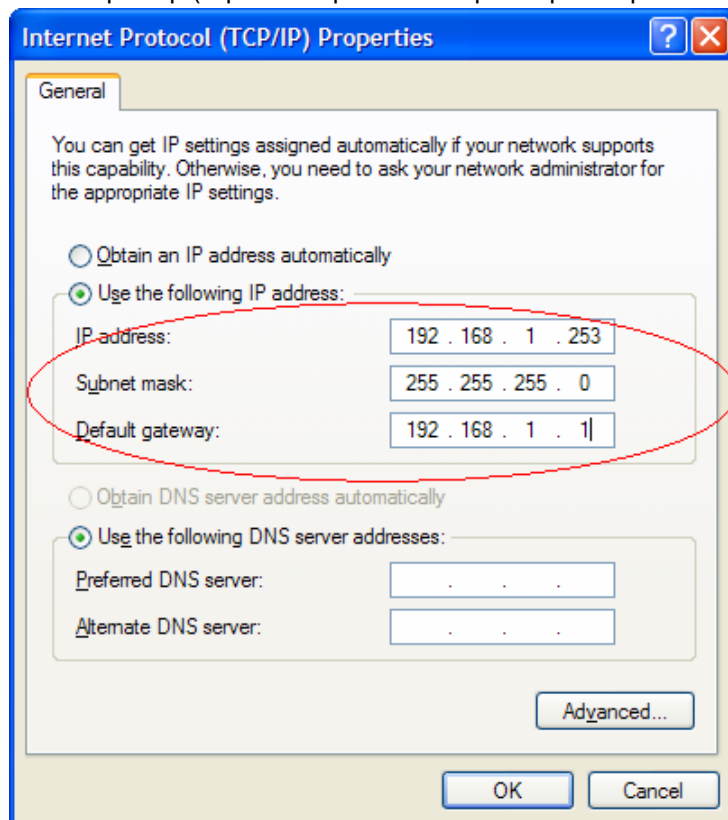 Internet Protocol (TCP/IP) Properties
General
You can get IP settings assigned automatically if your network supports
this capability. Otherwise, you need to ask your network administrator for
the appropriate IP settings.
Obtain an IP address automatically
Use the following IP address:
IP address: 192 . 168 . 1 . 253
Subnet mask: 255 . 255 . 255 . 0
Default gateway: 192 . 168 . 1 . 1
Obtain DNS server address automatically
Use the following DNS server addresses:
Preferred DNS server: . . .
Alternate DNS server: . . .
Advanced...
OK Cancel